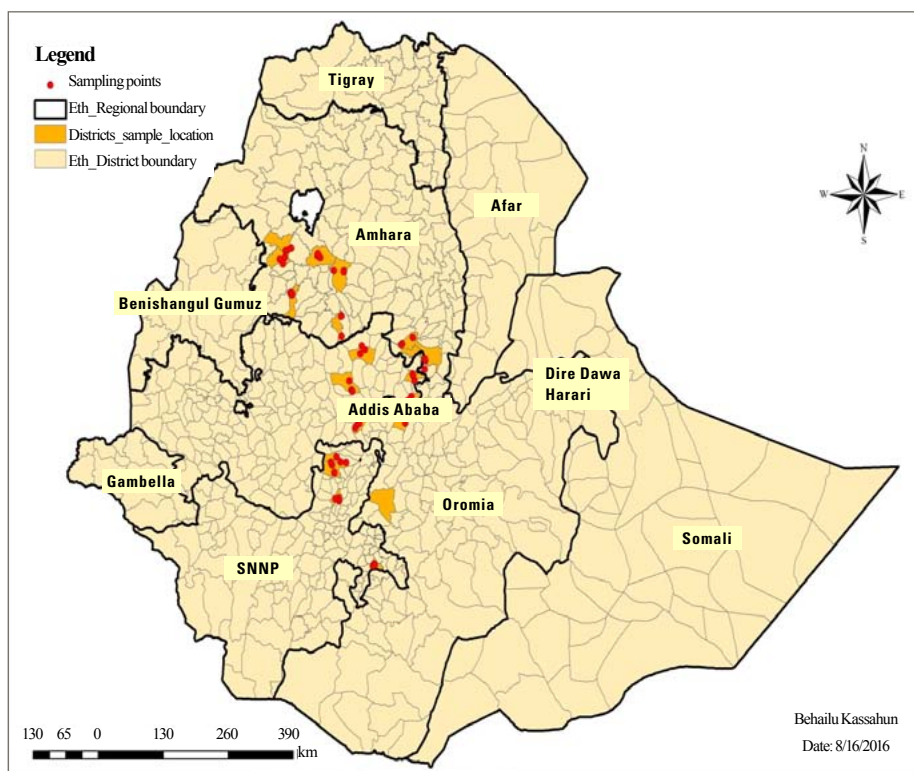 Legend
Sampling points
Eth_Regional boundary
Districts_sample_location
Eth_District boundary
Tigray
N
W E
S
Afar
Amhara
Benishangul Gumuz
Dire Dawa
Harari
Addis Ababa
Gambella
Oromia
Somali
SNNP
Behailu Kassahun
Date: 8/16/2016
130 65 0 130 260 390
km